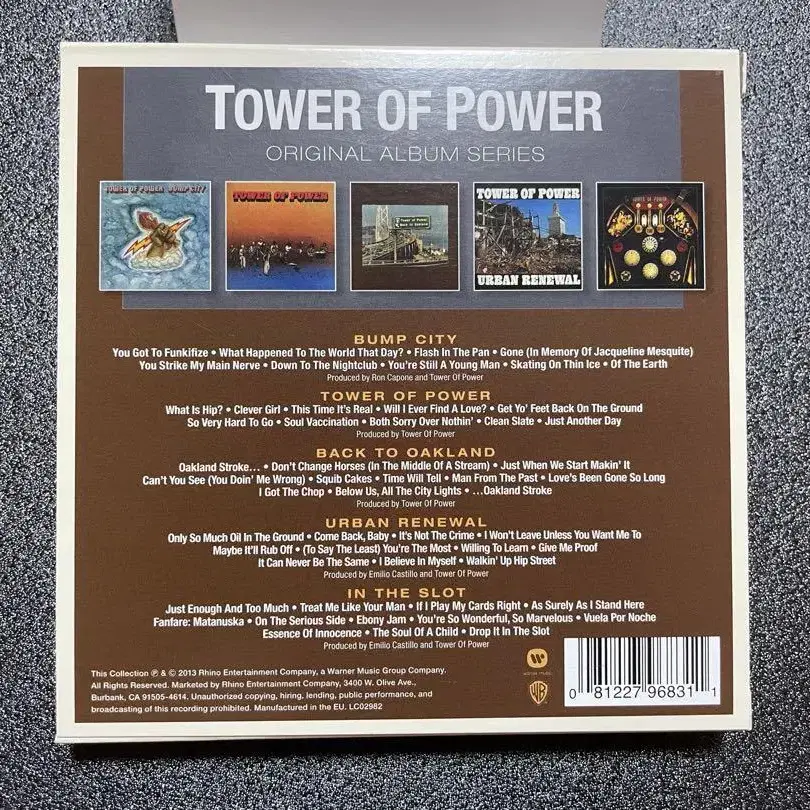 TOWER OF POWER
ORIGINAL ALBUM SERIES
TOWER OF POWER BUMP CITY
TOWER OF POWER
Tower of Power
Back to Oakland
TOWER OF POWER
URBAN RENEWAL
TOWER OF POWER
BUMP CITY
You Got To Funkifize • What Happened To The World That Day? • Flash In The Pan • Gone (In Memory Of Jacqueline Mesquite)
You Strike My Main Nerve • Down To The Nightclub • You're Still A Young Man • Skating On Thin Ice • Of The Earth
Produced by Ron Capone and Tower Of Power
TOWER OF POWER
What Is Hip? • Clever Girl • This Time It's Real • Will I Ever Find A Love? • Get Yo' Feet Back On The Ground
So Very Hard To Go • Soul Vaccination • Both Sorry Over Nothin' • Clean Slate • Just Another Day
Produced by Tower Of Power
BACK TO OAKLAND
Oakland Stroke... • Don't Change Horses (In The Middle Of A Stream) • Just When We Start Makin' It
Can't You See (You Doin' Me Wrong) • Squib Cakes • Time Will Tell • Man From The Past • Love's Been Gone So Long
I Got The Chop • Below Us, All The City Lights • ...Oakland Stroke
Produced by Tower Of Power
URBAN RENEWAL
Only So Much Oil In The Ground • Come Back, Baby • It's Not The Crime • I Won't Leave Unless You Want Me To
Maybe It'll Rub Off • (To Say The Least) You're The Most • Willing To Learn • Give Me Proof
It Can Never Be The Same • I Believe In Myself • Walkin' Up Hip Street
Produced by Emilio Castillo and Tower Of Power
IN THE SLOT
Just Enough And Too Much • Treat Me Like Your Man • If I Play My Cards Right • As Surely As I Stand Here
Fanfare: Matanuska • On The Serious Side • Ebony Jam • You're So Wonderful, So Marvelous • Vuela Por Noche
Essence Of Innocence • The Soul Of A Child • Drop It In The Slot
Produced by Emilio Castillo and Tower Of Power
This Collection ℗ & © 2013 Rhino Entertainment Company, a Warner Music Group Company.
All Rights Reserved. Marketed by Rhino Entertainment Company, 3400 W. Olive Ave.,
Burbank, CA 91505-4614. Unauthorized copying, hiring, lending, public performance, and
broadcasting of this recording prohibited. Manufactured in the EU. LC02982
warner music
WB
0 81227 96831 1